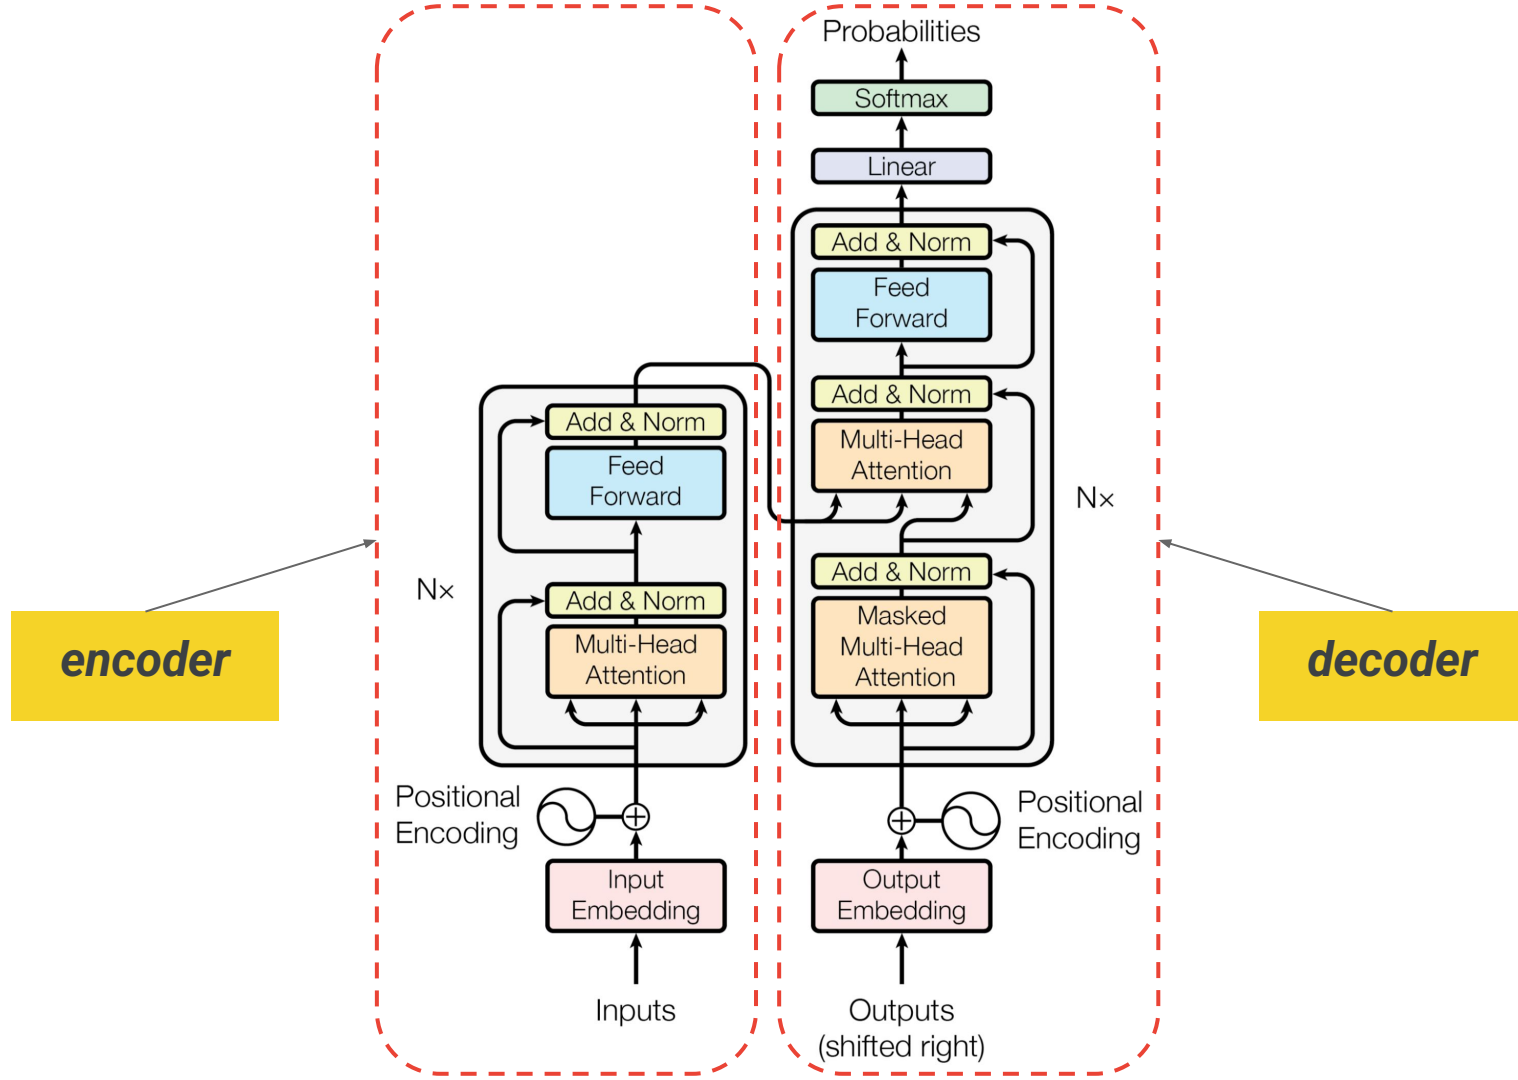 encoder
Add & Norm
Feed
Forward
Nx
Add & Norm
Multi-Head
Attention
Positional
Encoding
Input
Embedding
Inputs
Probabilities
Softmax
Linear
Add & Norm
Feed
Forward
Add & Norm
Multi-Head
Attention
Nx
Add & Norm
Masked
Multi-Head
Attention
Positional
Encoding
Output
Embedding
Outputs
(shifted right)
decoder